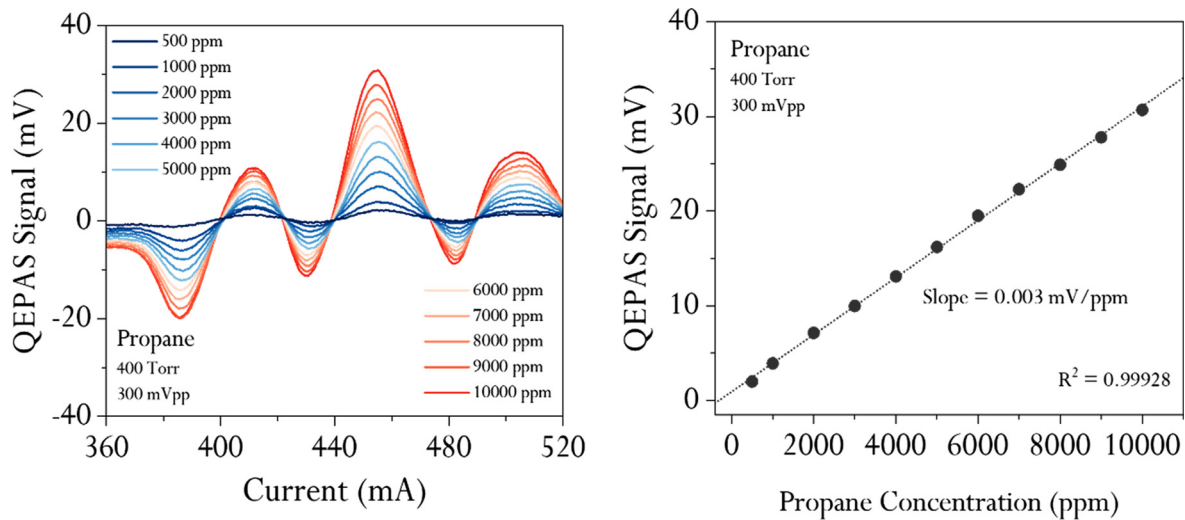 40
20
0
-20
-40
QEPAS Signal (mV)
500 ppm
1000 ppm
2000 ppm
3000 ppm
4000 ppm
5000 ppm
6000 ppm
7000 ppm
8000 ppm
9000 ppm
10000 ppm
Propane
400 Torr
300 mVpp
360 400 440 480 520
Current (mA)
40
30
20
10
0
QEPAS Signal (mV)
Propane
400 Torr
300 mVpp
Slope = 0.003 mV/ppm
R² = 0.99928
0 2000 4000 6000 8000 10000
Propane Concentration (ppm)